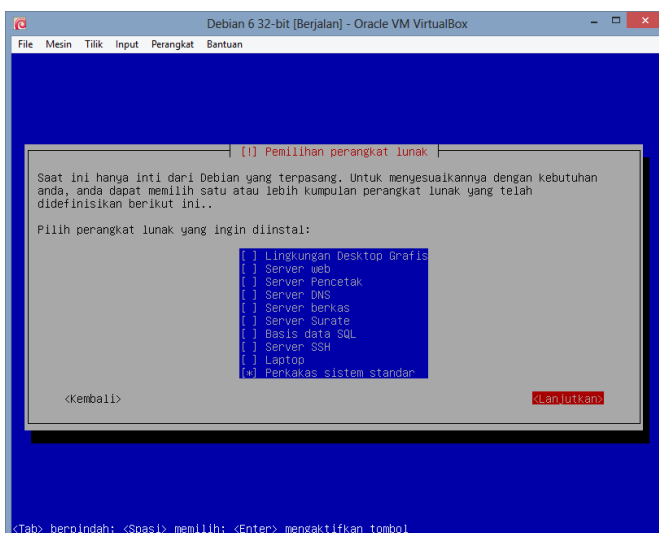 Debian 6 32-bit [Berjalan] - Oracle VM VirtualBox
File Mesin Tilik Input Perangkat Bantuan
[!] Pemilihan perangkat lunak
Saat ini hanya inti dari Debian yang terpasang. Untuk menyesuaikannya dengan kebutuhan
anda, anda dapat memilih satu atau lebih kumpulan perangkat lunak yang telah
didefinisikan berikut ini..
Pilih perangkat lunak yang ingin diinstal:
[ ] Lingkungan Desktop Grafis
[ ] Server web
[ ] Server Pencetak
[ ] Server DNS
[ ] Server berkas
[ ] Server Surate
[ ] Basis data SQL
[ ] Server SSH
[ ] Laptop
[*] Perkakas sistem standar
<Kembali> <Lanjutkan>
<Tab> berpindah; <Spasi> memilih; <Enter> mengaktifkan tombol